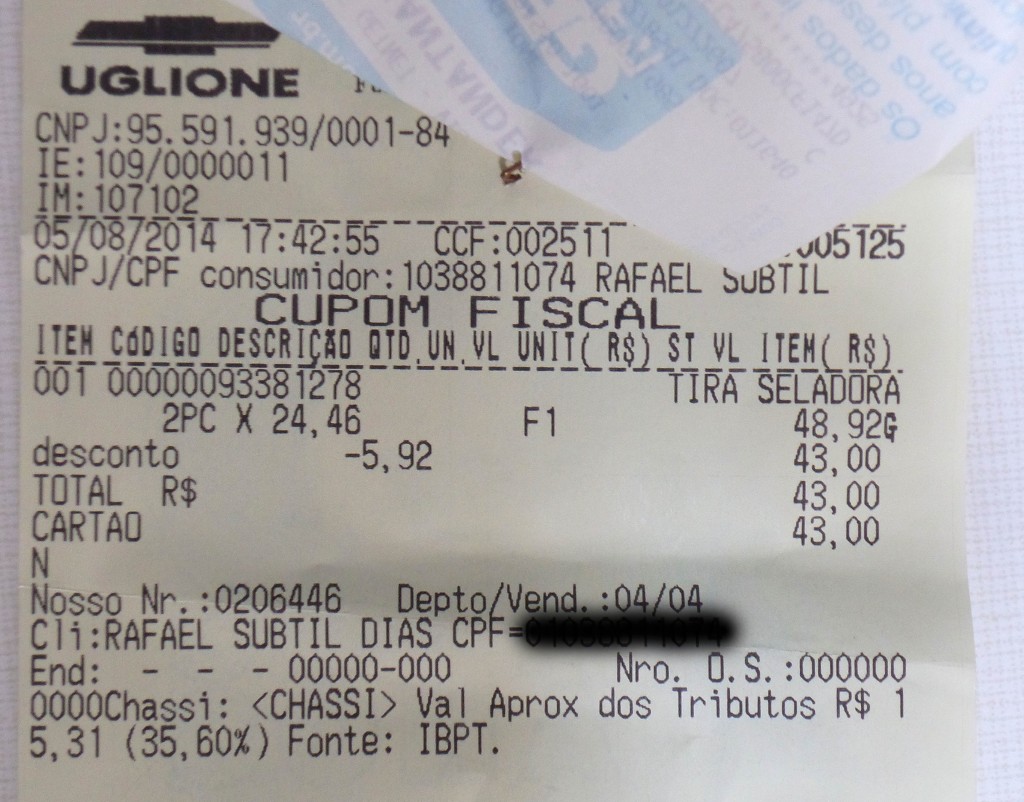 UGLIONE
CNPJ:95.591.939/0001-84
IE:109/0000011
IM:107102
05/08/2014 17:42:55 CCF:002511 005125
CNPJ/CPF consumidor:1038811074 RAFAEL SUBTIL
CUPOM FISCAL
ITEM CóDIGO DESCRIÇÃO QTD.UN.VL UNIT( R$) ST VL ITEM( R$)
001 00000093381278 TIRA SELADORA
2PC X 24,46 F1 48,92G
desconto -5,92 43,00
TOTAL R$ 43,00
CARTAO 43,00
N
Nosso Nr.:0206446 Depto/Vend.:04/04
Cli:RAFAEL SUBTIL DIAS CPF=
End: - - - 00000-000 Nro. O.S.:000000
0000Chassi: <CHASSI> Val Aprox dos Tributos R$ 1
5,31 (35,60%) Fonte: IBPT.